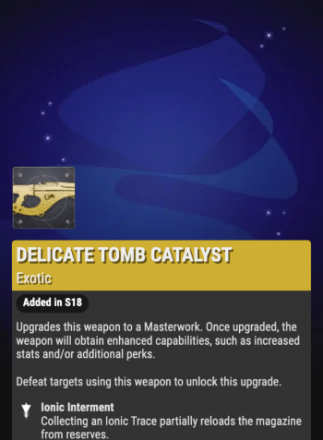 DELICATE TOMB CATALYST
Exotic
Added in S18
Upgrades this weapon to a Masterwork. Once upgraded, the
weapon will obtain enhanced capabilities, such as increased
stats and/or additional perks.
Defeat targets using this weapon to unlock this upgrade.
Ionic Interment
Collecting an Ionic Trace partially reloads the magazine
from reserves.